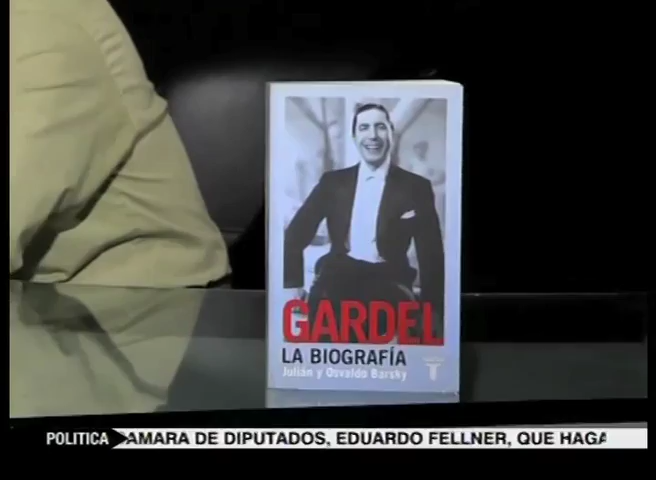 GARDEL
LA BIOGRAFÍA
Julián y Osvaldo Barsky
T
POLITICA AMARA DE DIPUTADOS, EDUARDO FELLNER, QUE HAGA